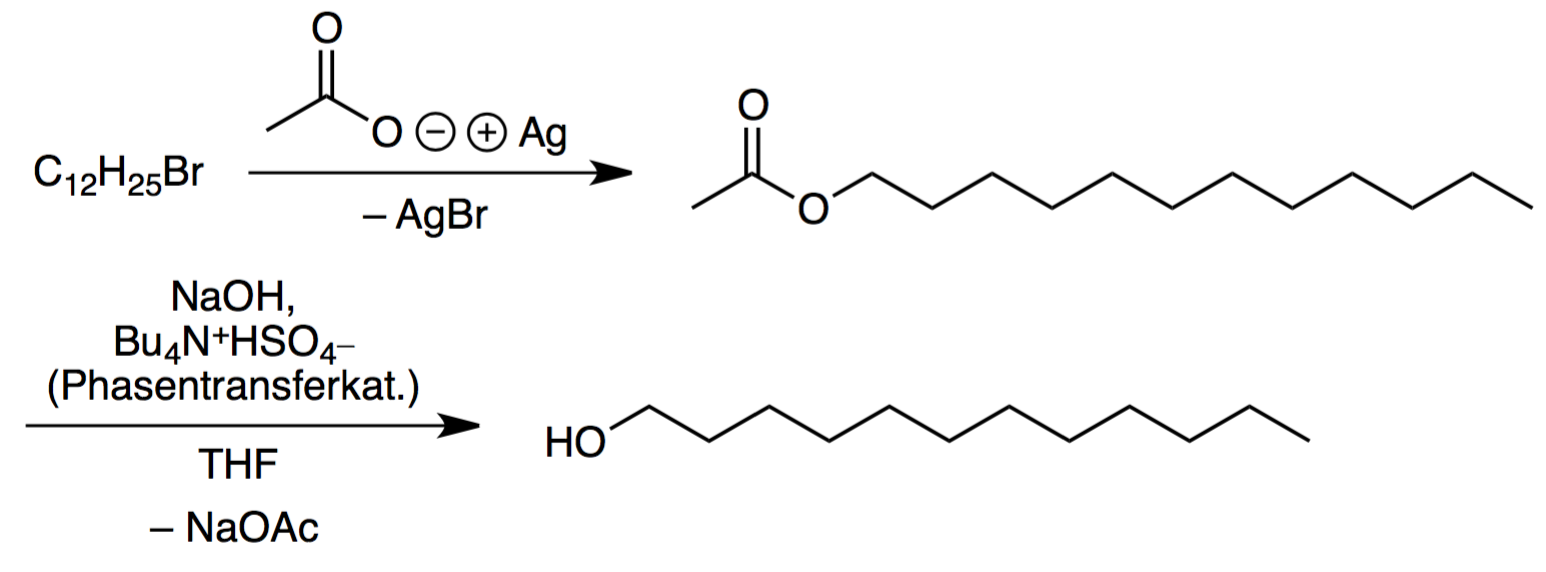 O
O ⊖ ⊕ Ag
C₁₂H₂₅Br
– AgBr
O
O
NaOH,
Bu₄N⁺HSO₄–
(Phasentransferkat.)
THF
– NaOAc
HO